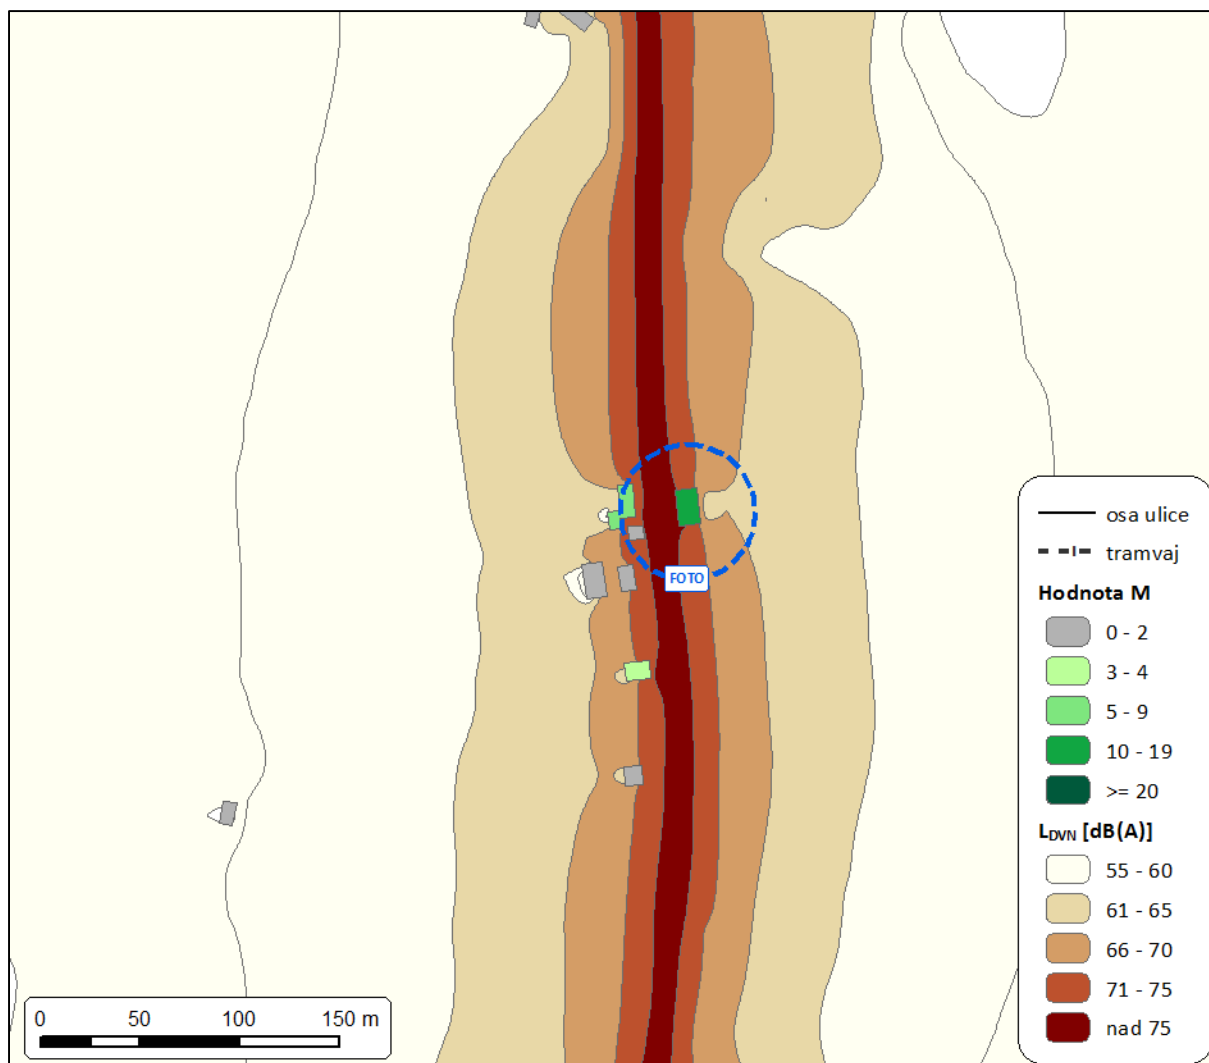 FOTO
osa ulice
tramvaj
Hodnota M
0 - 2
3 - 4
5 - 9
10 - 19
>= 20
LDVN [dB(A)]
55 - 60
61 - 65
66 - 70
71 - 75
nad 75
0 50 100 150 m